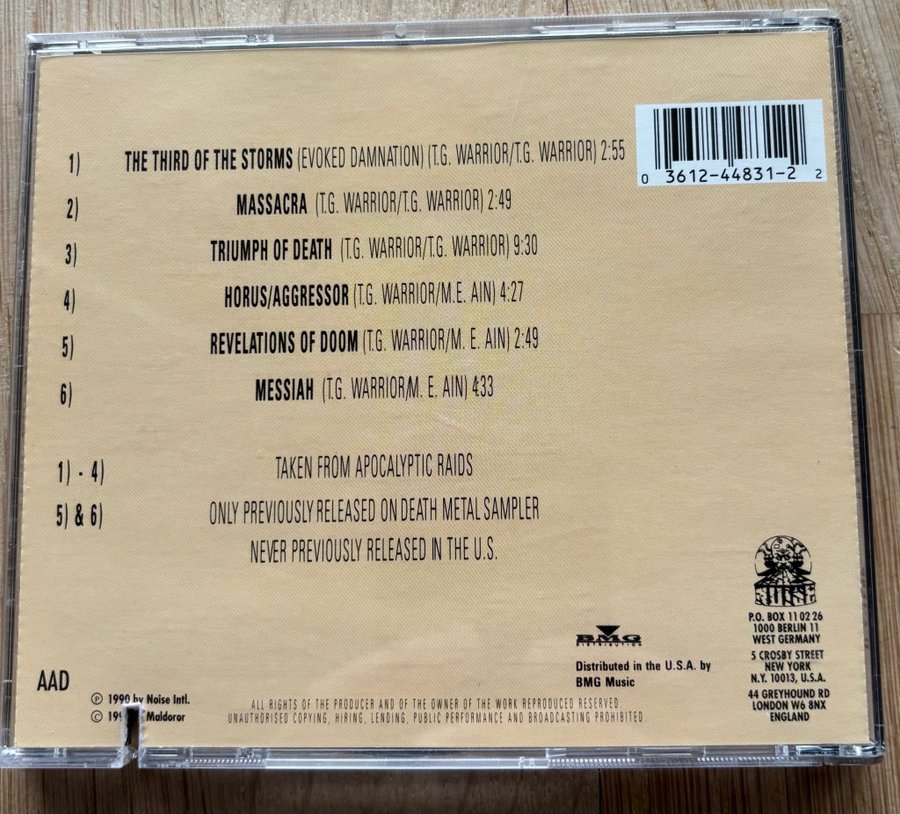 1) THE THIRD OF THE STORMS (EVOKED DAMNATION) (T.G. WARRIOR/T.G. WARRIOR) 2:55
0 3612-44831-2 2
2) MASSACRA (T.G. WARRIOR/T.G. WARRIOR) 2:49
3) TRIUMPH OF DEATH (T.G. WARRIOR/T.G. WARRIOR) 9:30
4) HORUS/AGGRESSOR (T.G. WARRIOR/M.E. AIN) 4:27
5) REVELATIONS OF DOOM (T.G. WARRIOR/M. E. AIN) 2:49
6) MESSIAH (T.G. WARRIOR/M. E. AIN) 4:33
1) - 4) TAKEN FROM APOCALYPTIC RAIDS
5) & 6) ONLY PREVIOUSLY RELEASED ON DEATH METAL SAMPLER
NEVER PREVIOUSLY RELEASED IN THE U.S.
NOISE
P.O. BOX 11 02 26
1000 BERLIN 11
WEST GERMANY
5 CROSBY STREET
NEW YORK
N.Y. 10013, U.S.A.
44 GREYHOUND RD
LONDON W6 8NX
ENGLAND
BMG
DISTRIBUTION
Distributed in the U.S.A. by
BMG Music
AAD
℗ 1990 by Noise Intl.
© Maldoror
ALL RIGHTS OF THE PRODUCER AND OF THE OWNER OF THE WORK REPRODUCED RESERVED
UNAUTHORISED COPYING, HIRING, LENDING, PUBLIC PERFORMANCE AND BROADCASTING PROHIBITED